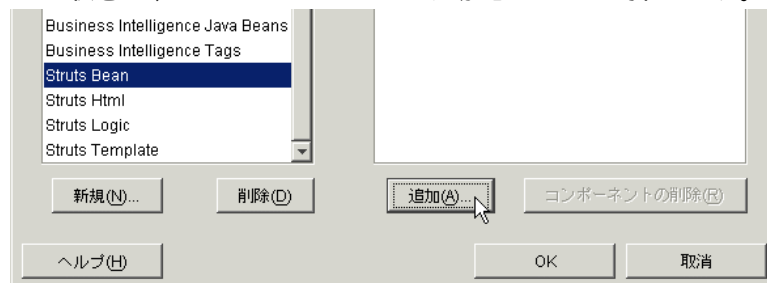 Business Intelligence Java Beans
Business Intelligence Tags
Struts Bean
Struts Html
Struts Logic
Struts Template
新規(N)... 削除(D) 追加(A)... コンポーネントの削除(R)
ヘルプ(H) OK 取消